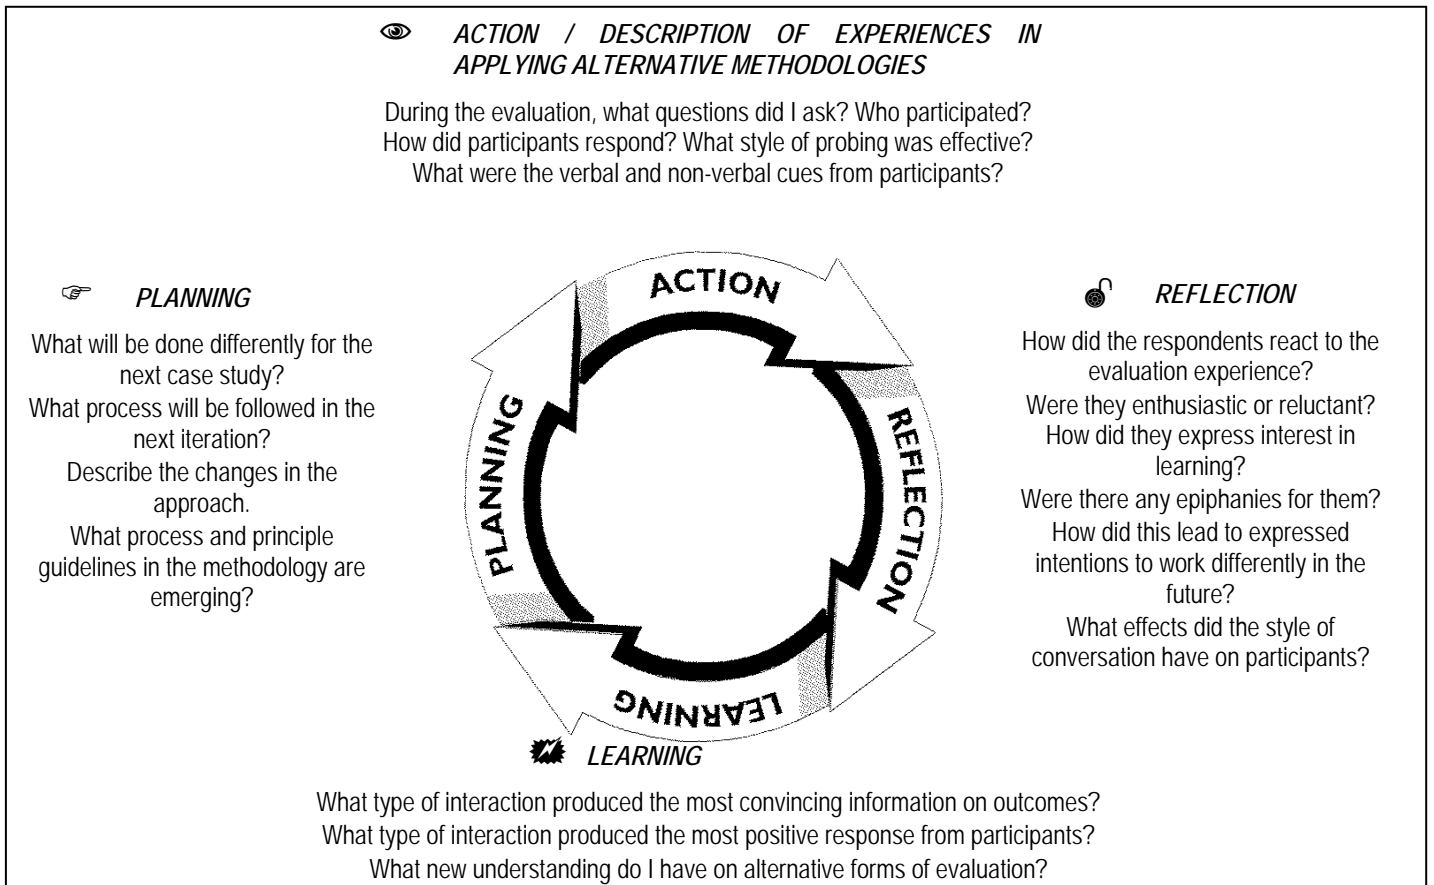 ACTION / DESCRIPTION OF EXPERIENCES IN
APPLYING ALTERNATIVE METHODOLOGIES
During the evaluation, what questions did I ask? Who participated?
How did participants respond? What style of probing was effective?
What were the verbal and non-verbal cues from participants?
PLANNING
What will be done differently for the
next case study?
What process will be followed in the
next iteration?
Describe the changes in the
approach.
What process and principle
guidelines in the methodology are
emerging?
ACTION
REFLECTION
LEARNING
PLANNING
REFLECTION
How did the respondents react to the
evaluation experience?
Were they enthusiastic or reluctant?
How did they express interest in
learning?
Were there any epiphanies for them?
How did this lead to expressed
intentions to work differently in the
future?
What effects did the style of
conversation have on participants?
LEARNING
What type of interaction produced the most convincing information on outcomes?
What type of interaction produced the most positive response from participants?
What new understanding do I have on alternative forms of evaluation?